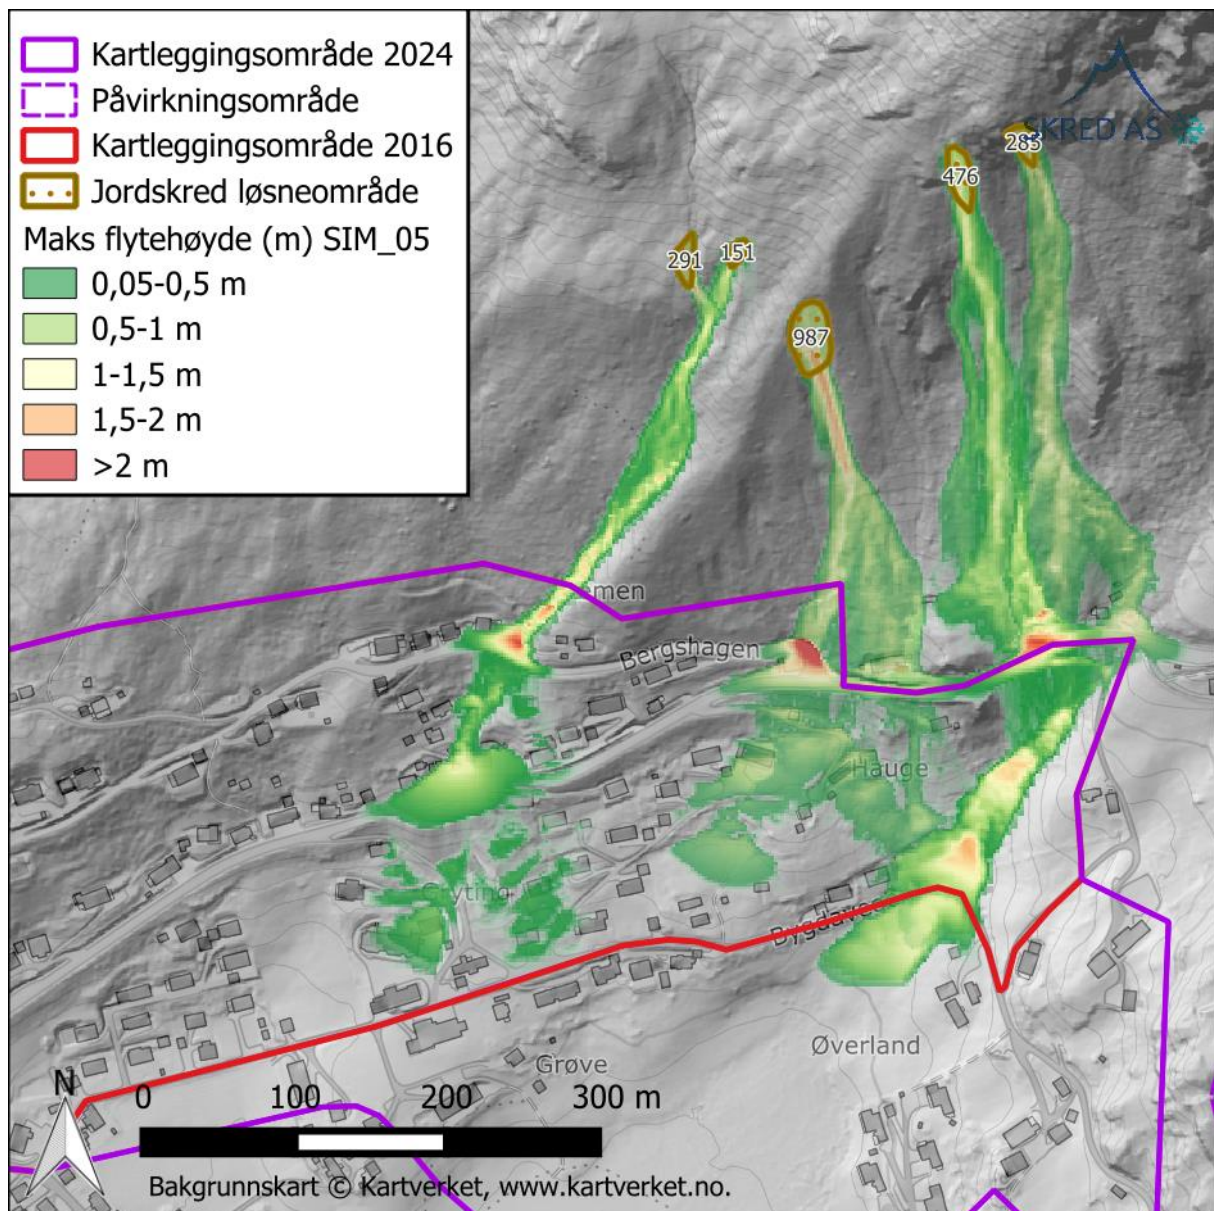 Kartleggingsområde 2024
Påvirkningsområde
Kartleggingsområde 2016
Jordskred løsneområde
Maks flytehøyde (m) SIM_05
0,05-0,5 m
0,5-1 m
1-1,5 m
1,5-2 m
>2 m
SKRED AS
285
476
291
151
987
emen
Bergshagen
Hauge
Gryting
Øverland
Grøve
N
0
100
200
300 m
Bakgrunnskart © Kartverket, www.kartverket.no.